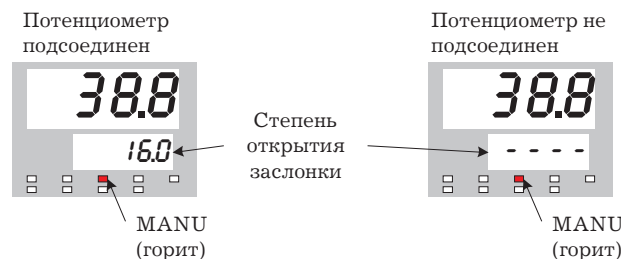 Потенциометр
подсоединен
38.8
16.0
MANU
(горит)
Степень
открытия
заслонки
Потенциометр не
подсоединен
38.8
- - - -
MANU
(горит)